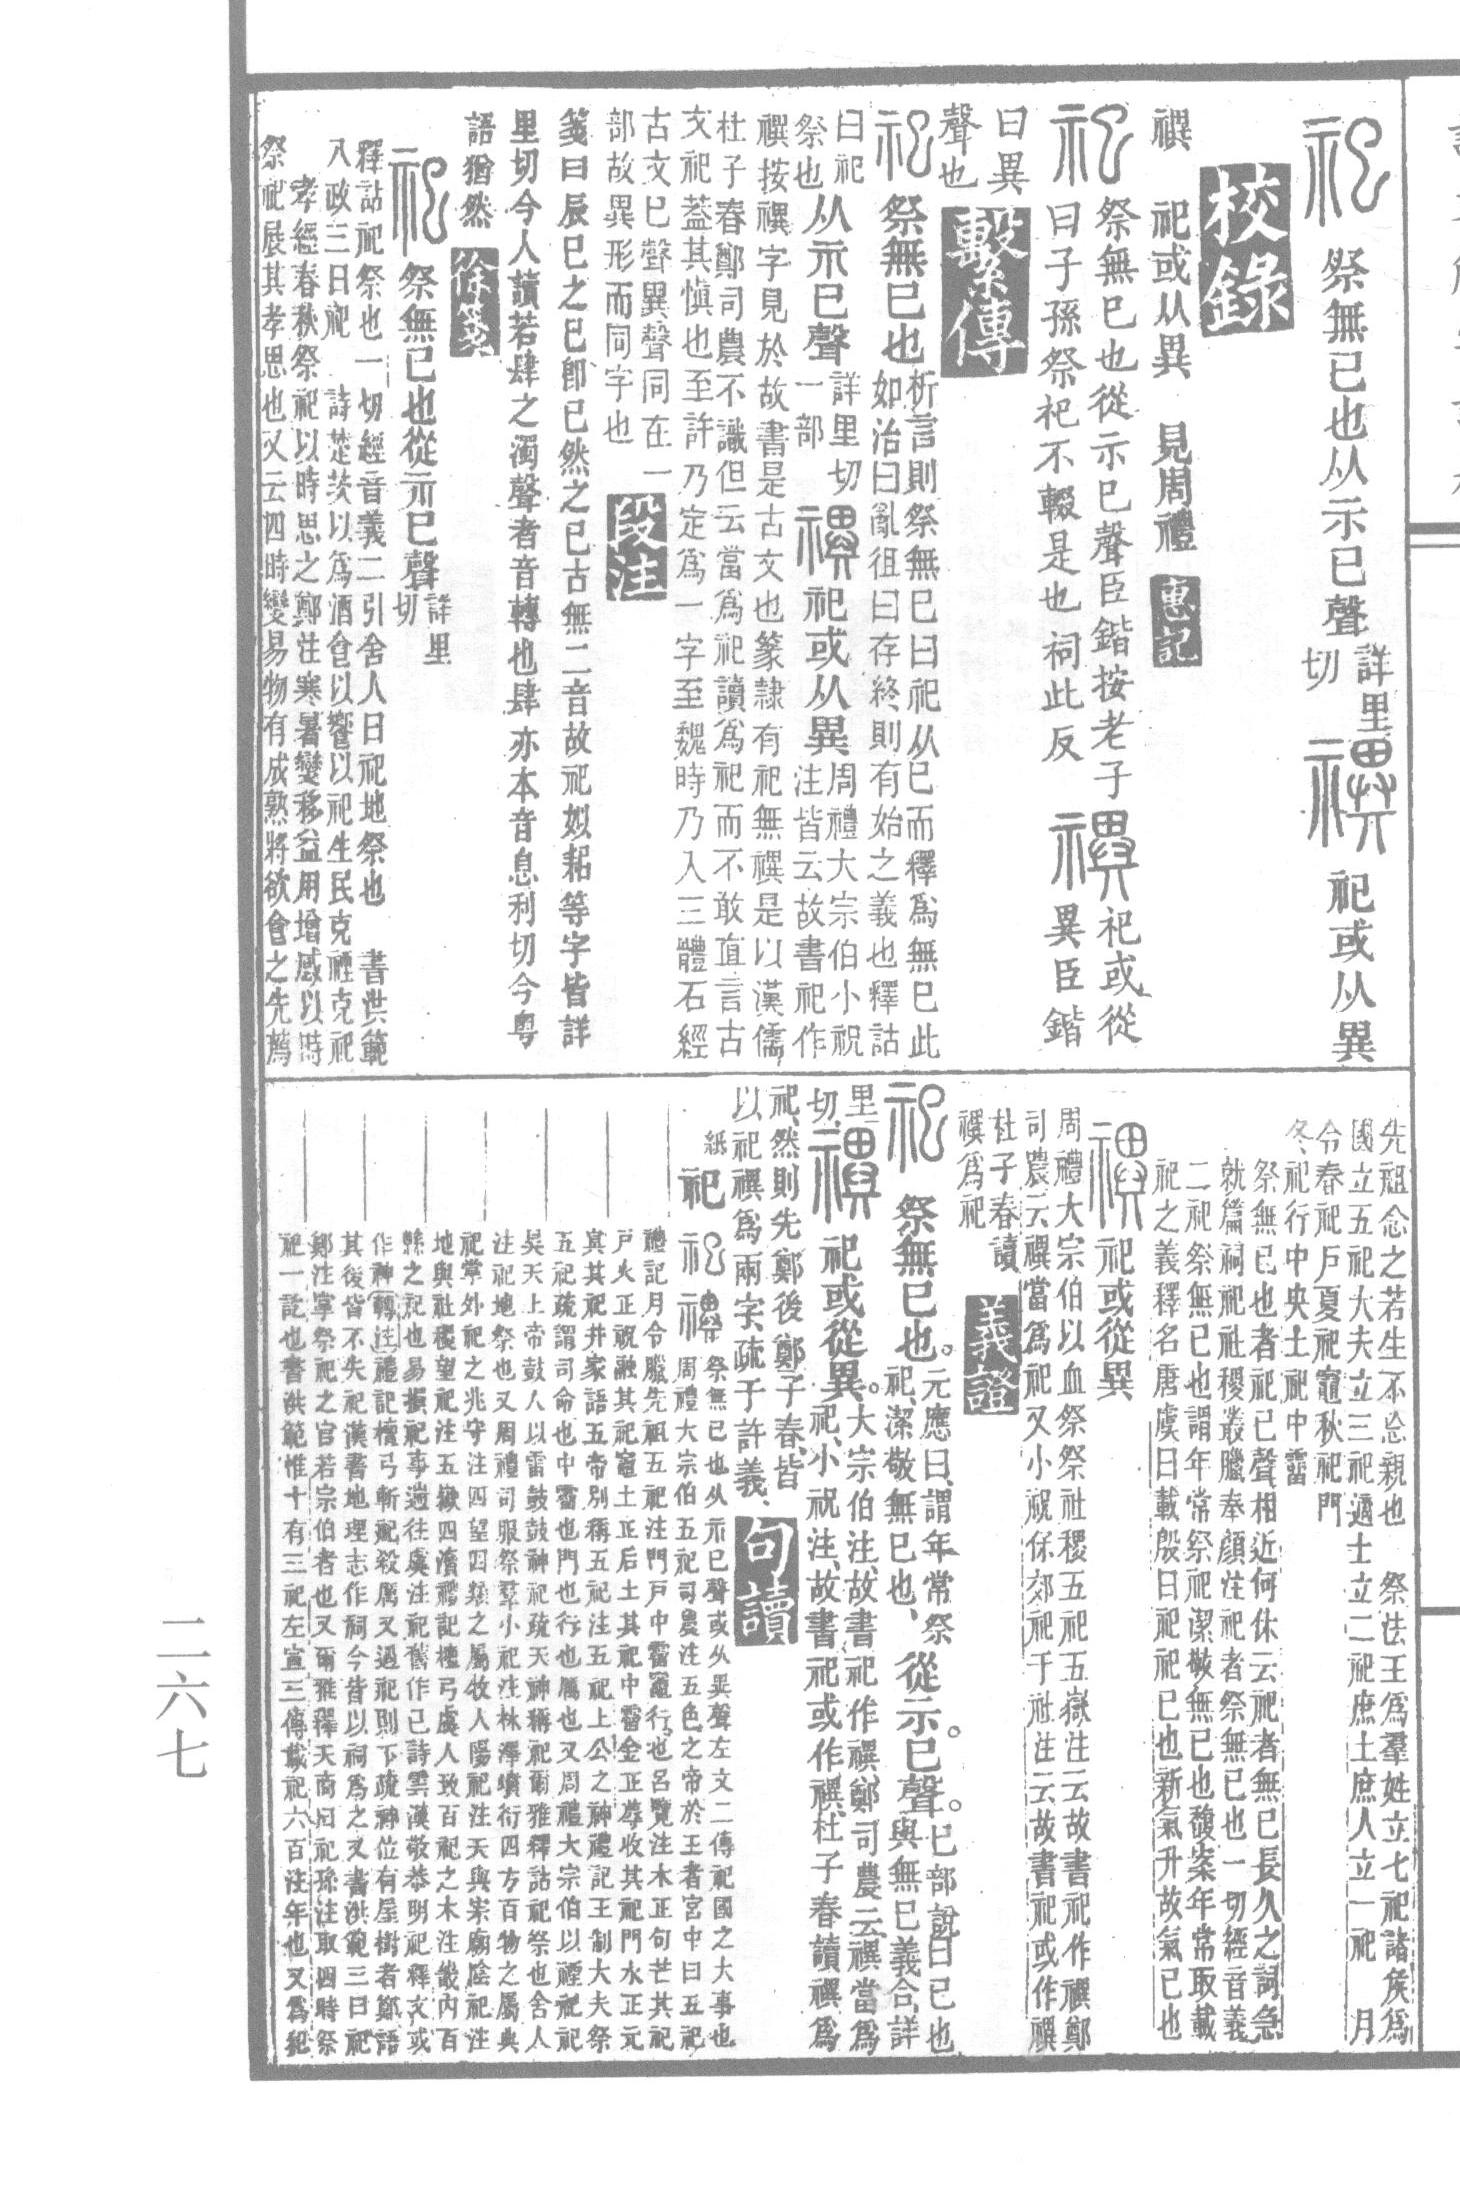 祀 祭無已也从示巳聲詳里切 禩 祀或从異
校錄
禩 祀或从異 見周禮 惠記
祀 祭無巳也從示巳聲臣鍇按老子
曰子孫祭祀不輟是也祠此反 禩 祀或從
異臣鍇
曰異
聲也 繫傳
祀 祭無巳也析言則祭無巳曰祀从巳而釋爲無巳此
如治曰亂徂曰存終則有始之義也釋詁
曰祀
祭也 从示巳聲詳里切
一部 禩 祀或从異周禮大宗伯小祝
注皆云故書祀作
禩按禩字見於故書是古文也篆隸有祀無禩是以漢儒
杜子春鄭司農不識但云當爲祀讀爲祀而不敢直言古
文祀蓋其愼也至許乃定爲一字至魏時乃入三體石經
古文巳聲異聲同在一
部故異形而同字也 段注
箋曰辰巳之巳卽已然之已古無二音故祀姒耜等字皆詳
里切今人讀若肆之濁聲者音轉也肆亦本音息利切今粤
語猶然 徐箋
祀 祭無已也從示巳聲詳里
切
釋詁祀祭也一切經音義二引舍人曰祀地祭也 書洪範
八政三曰祀 詩楚茨以爲酒食以饗以祀生民克禋克祀
孝經春秋祭祀以時思之鄭注寒暑變移益用增感以時
祭祀展其孝思也又云四時變易物有成熟將欲食之先薦
先祖念之若生不忘親也 祭法王爲羣姓立七祀諸矦爲
國立五祀大夫立三祀適士立二祀庶士庶人立一祀 月
令春祀戶夏祀竈秋祀門
冬祀行中央土祀中霤
祭無已也者祀已聲相近何休云祀者無已長久之詞急
就篇祠祀社稷叢臘奉顔注祀者祭無已也一切經音義
二祀祭無已也謂年常祭祀潔敬無已也馥案年常取載
祀之義釋名唐虞曰載殷曰祀祀巳也新氣升故氣已也
禩 祀或從異
周禮大宗伯以血祭祭社稷五祀五嶽注云故書祀作禩鄭
司農云禩當爲祀又小祝保郊祀于社注云故書祀或作禩
杜子春讀
禩爲祀 義證
祀 祭無已也。元應曰、謂年常祭
祀、潔敬無已也、從示。巳聲。巳部說曰已也
與無已義合、詳
里
切、禩 祀或從異。大宗伯注、故書祀作禩、鄭司農云、禩當爲
祀、小祝注、故書祀或作禩、杜子春讀禩爲
祀、然則先鄭後鄭子春、皆
以祀禩爲兩字、疏于許義、 句讀
紙 祀 祀 禩 祭無已也从示巳聲或从異聲左文二傳祀國之大事也
周禮大宗伯五祀司農注五色之帝於王者宮中曰五祀
禮記月令臘先祖五祀注門戶中霤竈行也呂覽注木正句芒其祀
戶火正祝融其祀竈土正后土其祀中霤金正蓐收其祀門水正元
冥其祀井家語五帝別稱五祀注五祀上公之神禮記王制大夫祭
五祀疏謂司命也中霤也門也行也厲也又周禮大宗伯以禋祀祀
昊天上帝鼓人以雷鼓鼓神祀疏天神稱祀爾雅釋詁祀祭也舍人
注祀地祭也又周禮司服祭羣小祀注林澤墳衍四方百物之屬典
祀掌外祀之兆守注四望四類之屬牧人陽祀注天與宗廟陰祀注
地與社稷望祀注五嶽四瀆禮記檀弓虞人致百祀之木注畿內百
縣之祀也易損祀事遄往虞注祀舊作巳詩雲漢敬恭明祀釋文或
作神 轉注 禮記檀弓斬祀殺厲又過祀則下疏神位有屋樹者鄭語
其後皆不失祀漢書地理志作祠今皆以祠爲之又書洪範三曰祀
鄭注掌祭祀之官若宗伯者也又爾雅釋天商曰祀孫注取四時祭
祀一訖也書洪範惟十有三祀左宣三傳載祀六百注年也又爲紀
二六七